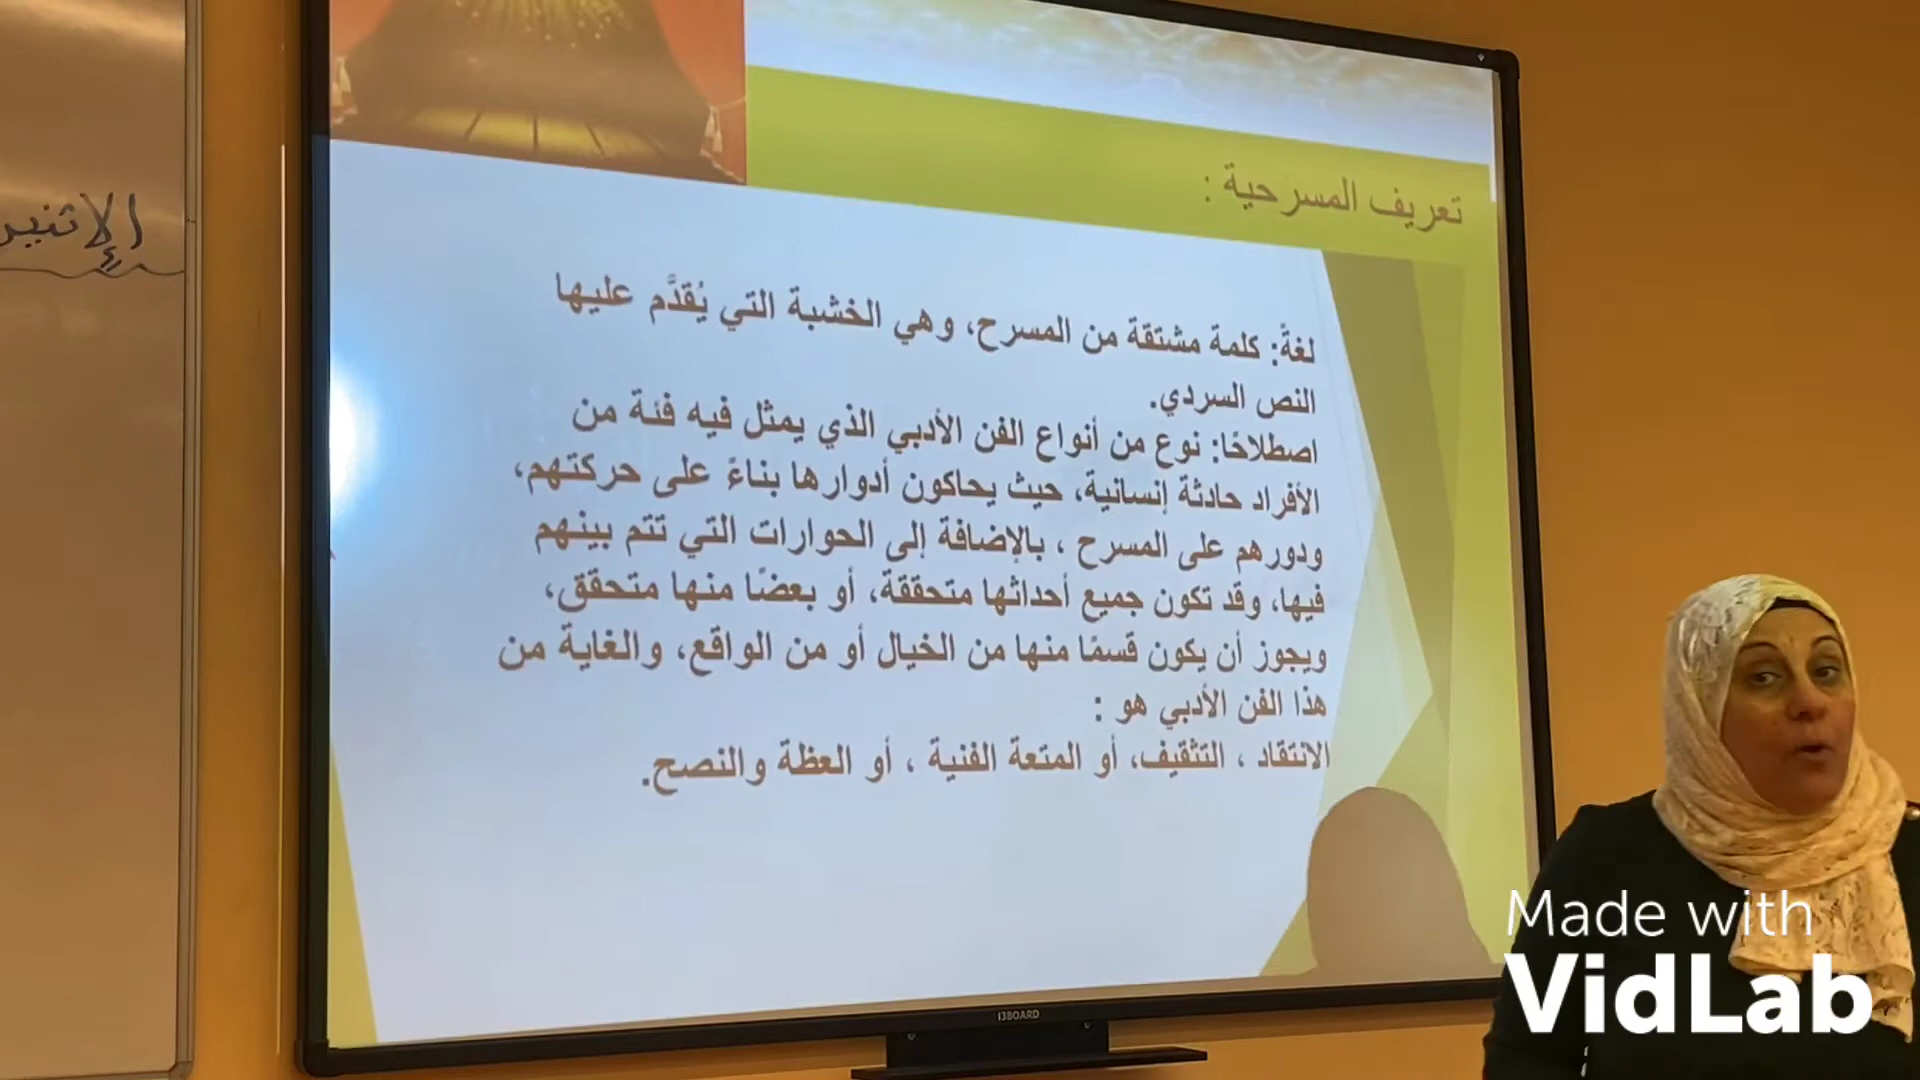 تعريف المسرحية :
لغةً: كلمة مشتقة من المسرح، وهي الخشبة التي يُقدَّم عليها
النص السردي.
اصطلاحًا: نوع من أنواع الفن الأدبي الذي يمثل فيه فئة من
الأفراد حادثة إنسانية، حيث يحاكون أدوارها بناءً على حركتهم،
ودورهم على المسرح ، بالإضافة إلى الحوارات التي تتم بينهم
فيها، وقد تكون جميع أحداثها متحققة، أو بعضًا منها متحقق،
ويجوز أن يكون قسمًا منها من الخيال أو من الواقع، والغاية من
هذا الفن الأدبي هو :
الانتقاد ، التثقيف، أو المتعة الفنية ، أو العظة والنصح.
i3BOARD
Made with
VidLab